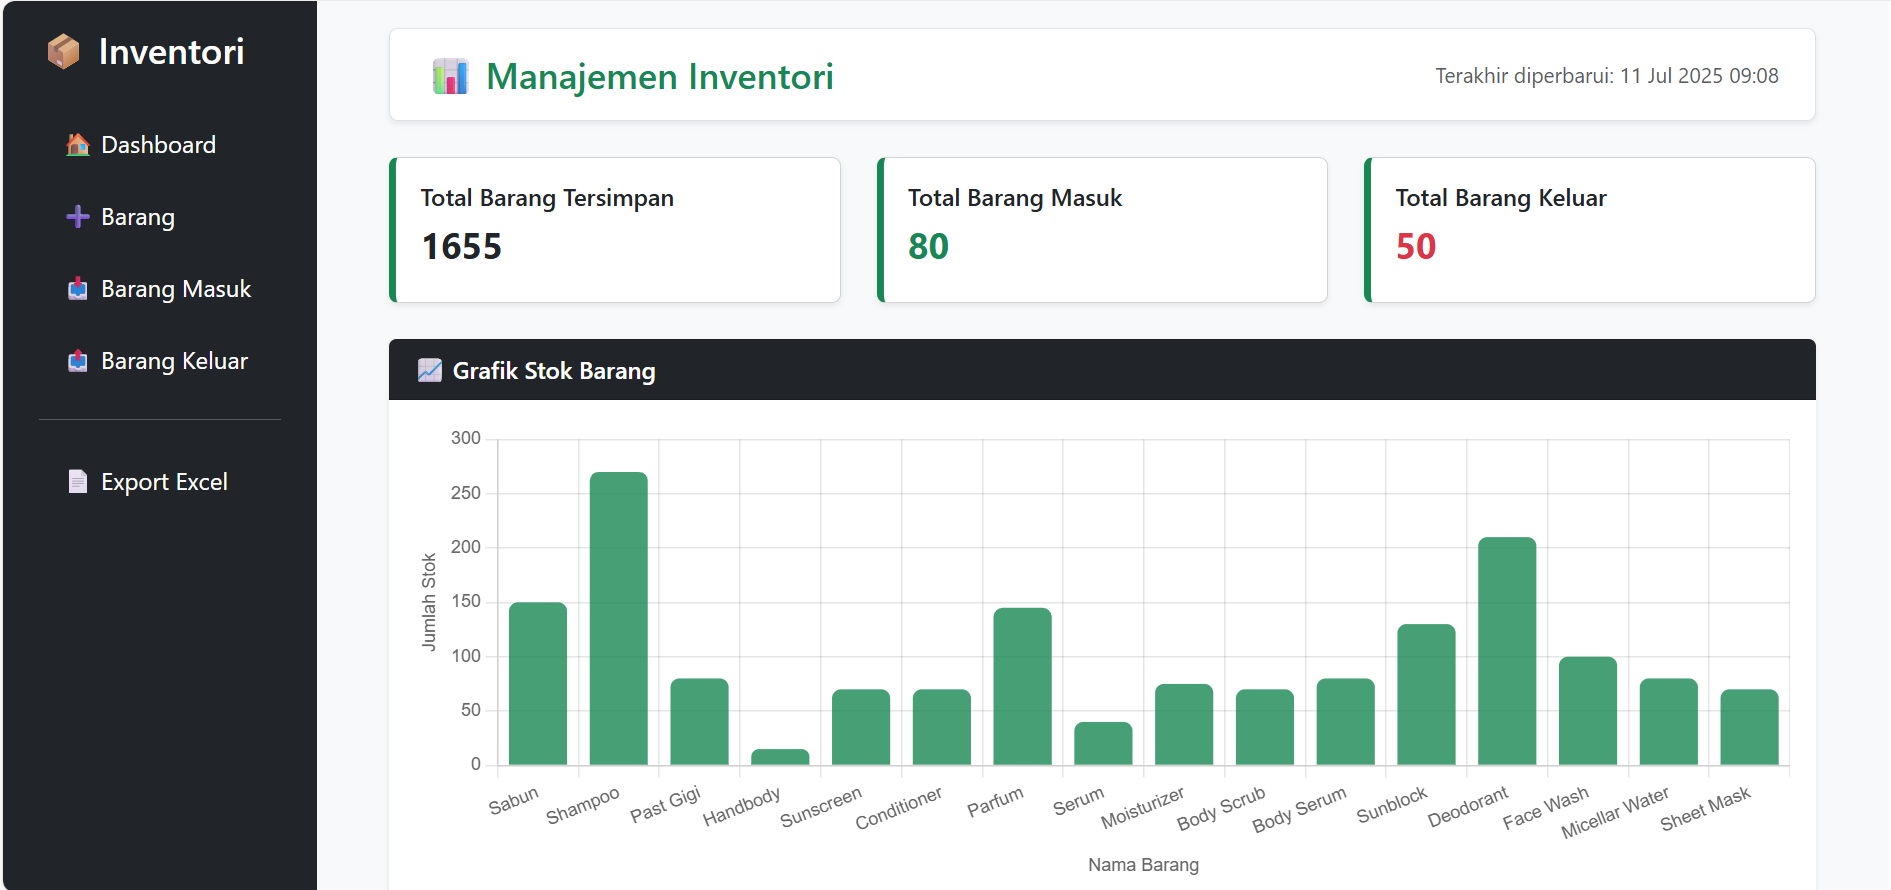 Inventori
Dashboard
Barang
Barang Masuk
Barang Keluar
Export Excel
Manajemen Inventori
Terakhir diperbarui: 11 Jul 2025 09:08
Total Barang Tersimpan
1655
Total Barang Masuk
80
Total Barang Keluar
50
Grafik Stok Barang
Jumlah Stok
300
250
200
150
100
50
0
Sabun
Shampoo
Past Gigi
Handbody
Sunscreen
Conditioner
Parfum
Serum
Moisturizer
Body Scrub
Body Serum
Sunblock
Deodorant
Face Wash
Micellar Water
Sheet Mask
Nama Barang